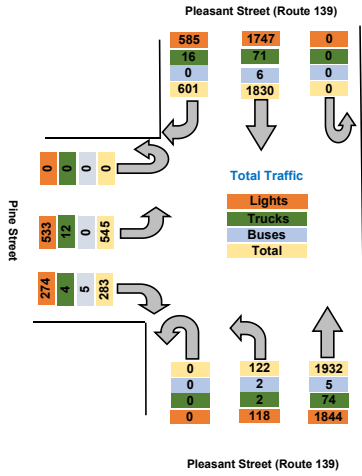 Pleasant Street (Route 139)
585 1747 0
16 71 0
0 6 0
601 1830 0
0 0 0 0
Total Traffic
Lights
Trucks
Buses
Total
Pine Street
533 12 0 545
274 4 5 283
0 122 1932
0 2 5
0 2 74
0 118 1844
Pleasant Street (Route 139)